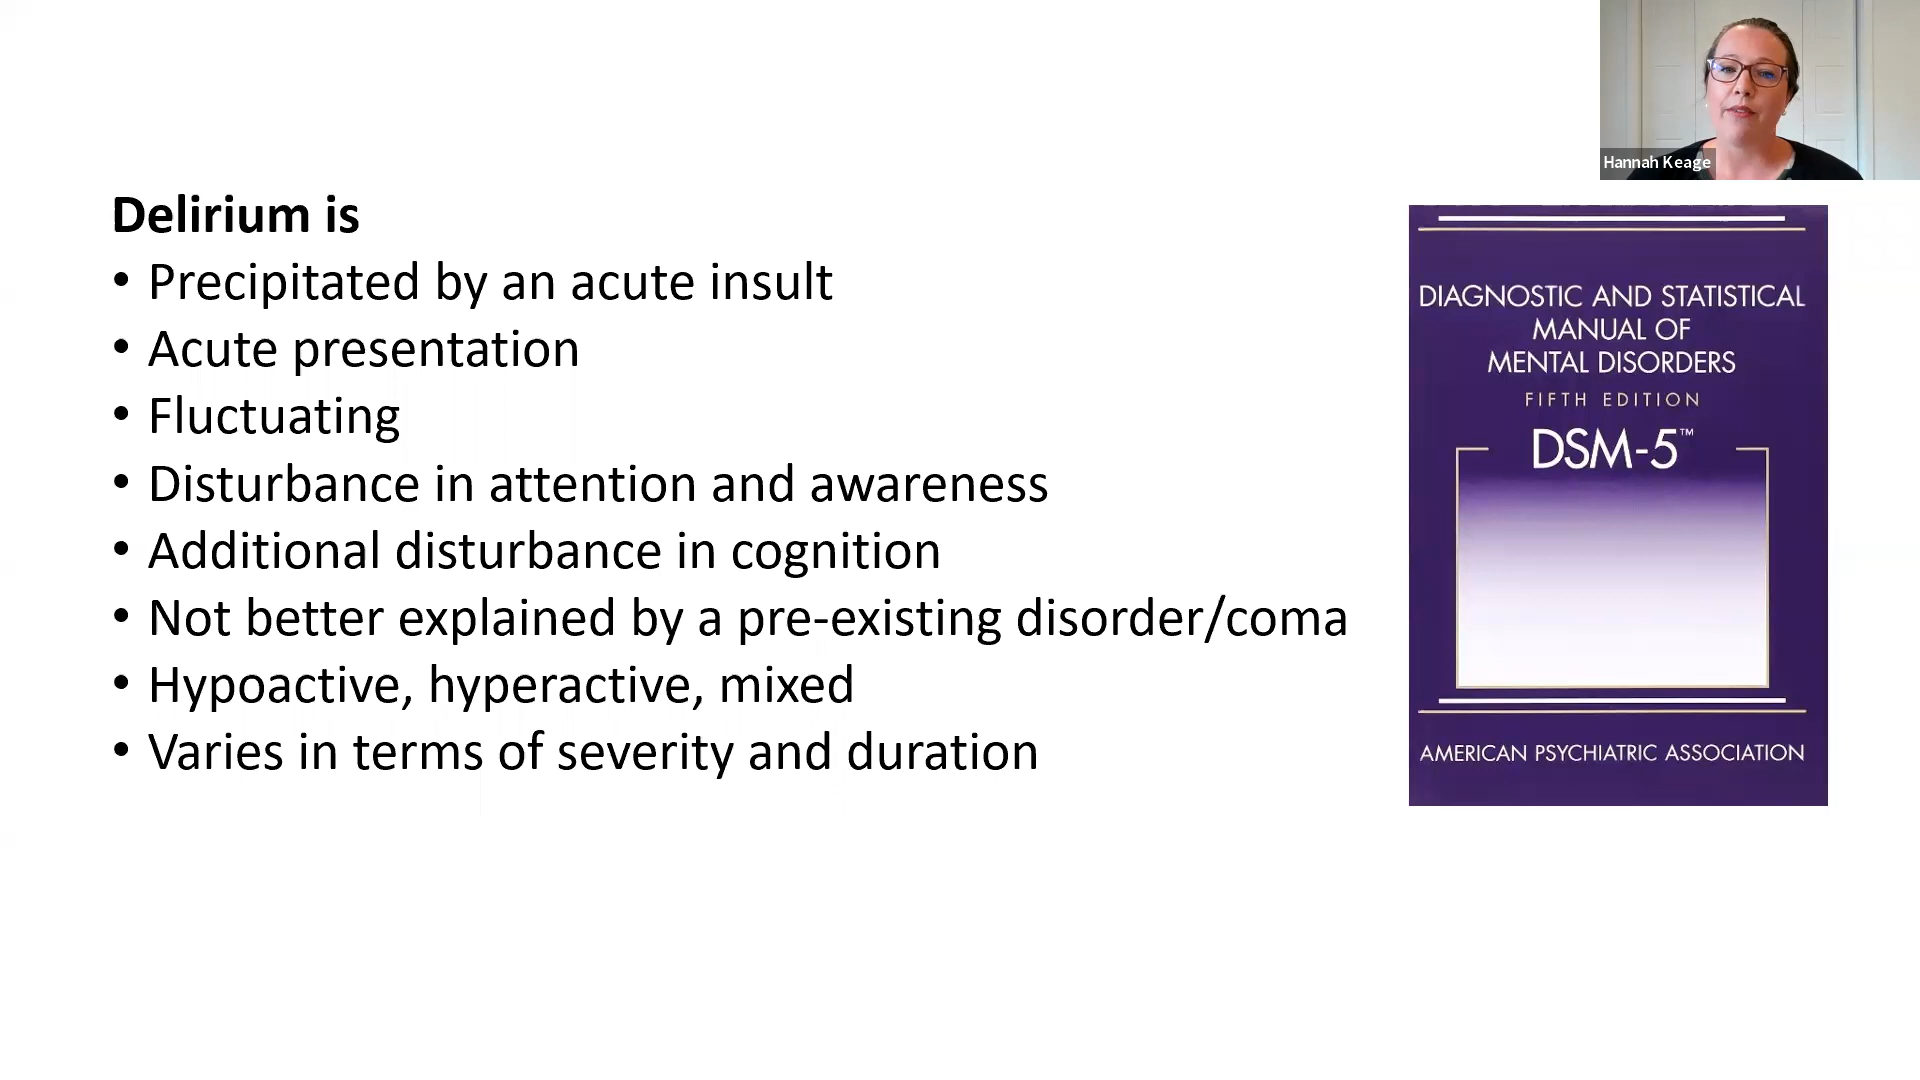 Hannah Keage
Delirium is
• Precipitated by an acute insult
• Acute presentation
• Fluctuating
• Disturbance in attention and awareness
• Additional disturbance in cognition
• Not better explained by a pre-existing disorder/coma
• Hypoactive, hyperactive, mixed
• Varies in terms of severity and duration
DIAGNOSTIC AND STATISTICAL
MANUAL OF
MENTAL DISORDERS
FIFTH EDITION
DSM-5™
AMERICAN PSYCHIATRIC ASSOCIATION